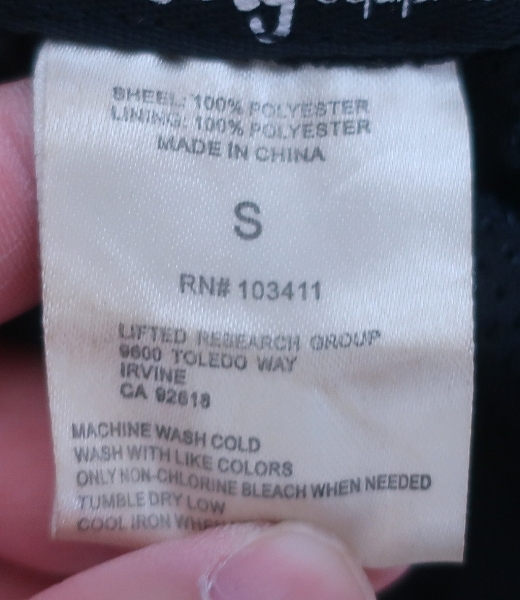 SHEEL: 100% POLYESTER
LINING: 100% POLYESTER
MADE IN CHINA
S
RN# 103411
LIFTED RESEARCH GROUP
9600 TOLEDO WAY
IRVINE
CA 92618
MACHINE WASH COLD
WASH WITH LIKE COLORS
ONLY NON-CHLORINE BLEACH WHEN NEEDED
TUMBLE DRY LOW
COOL IRON WHEN